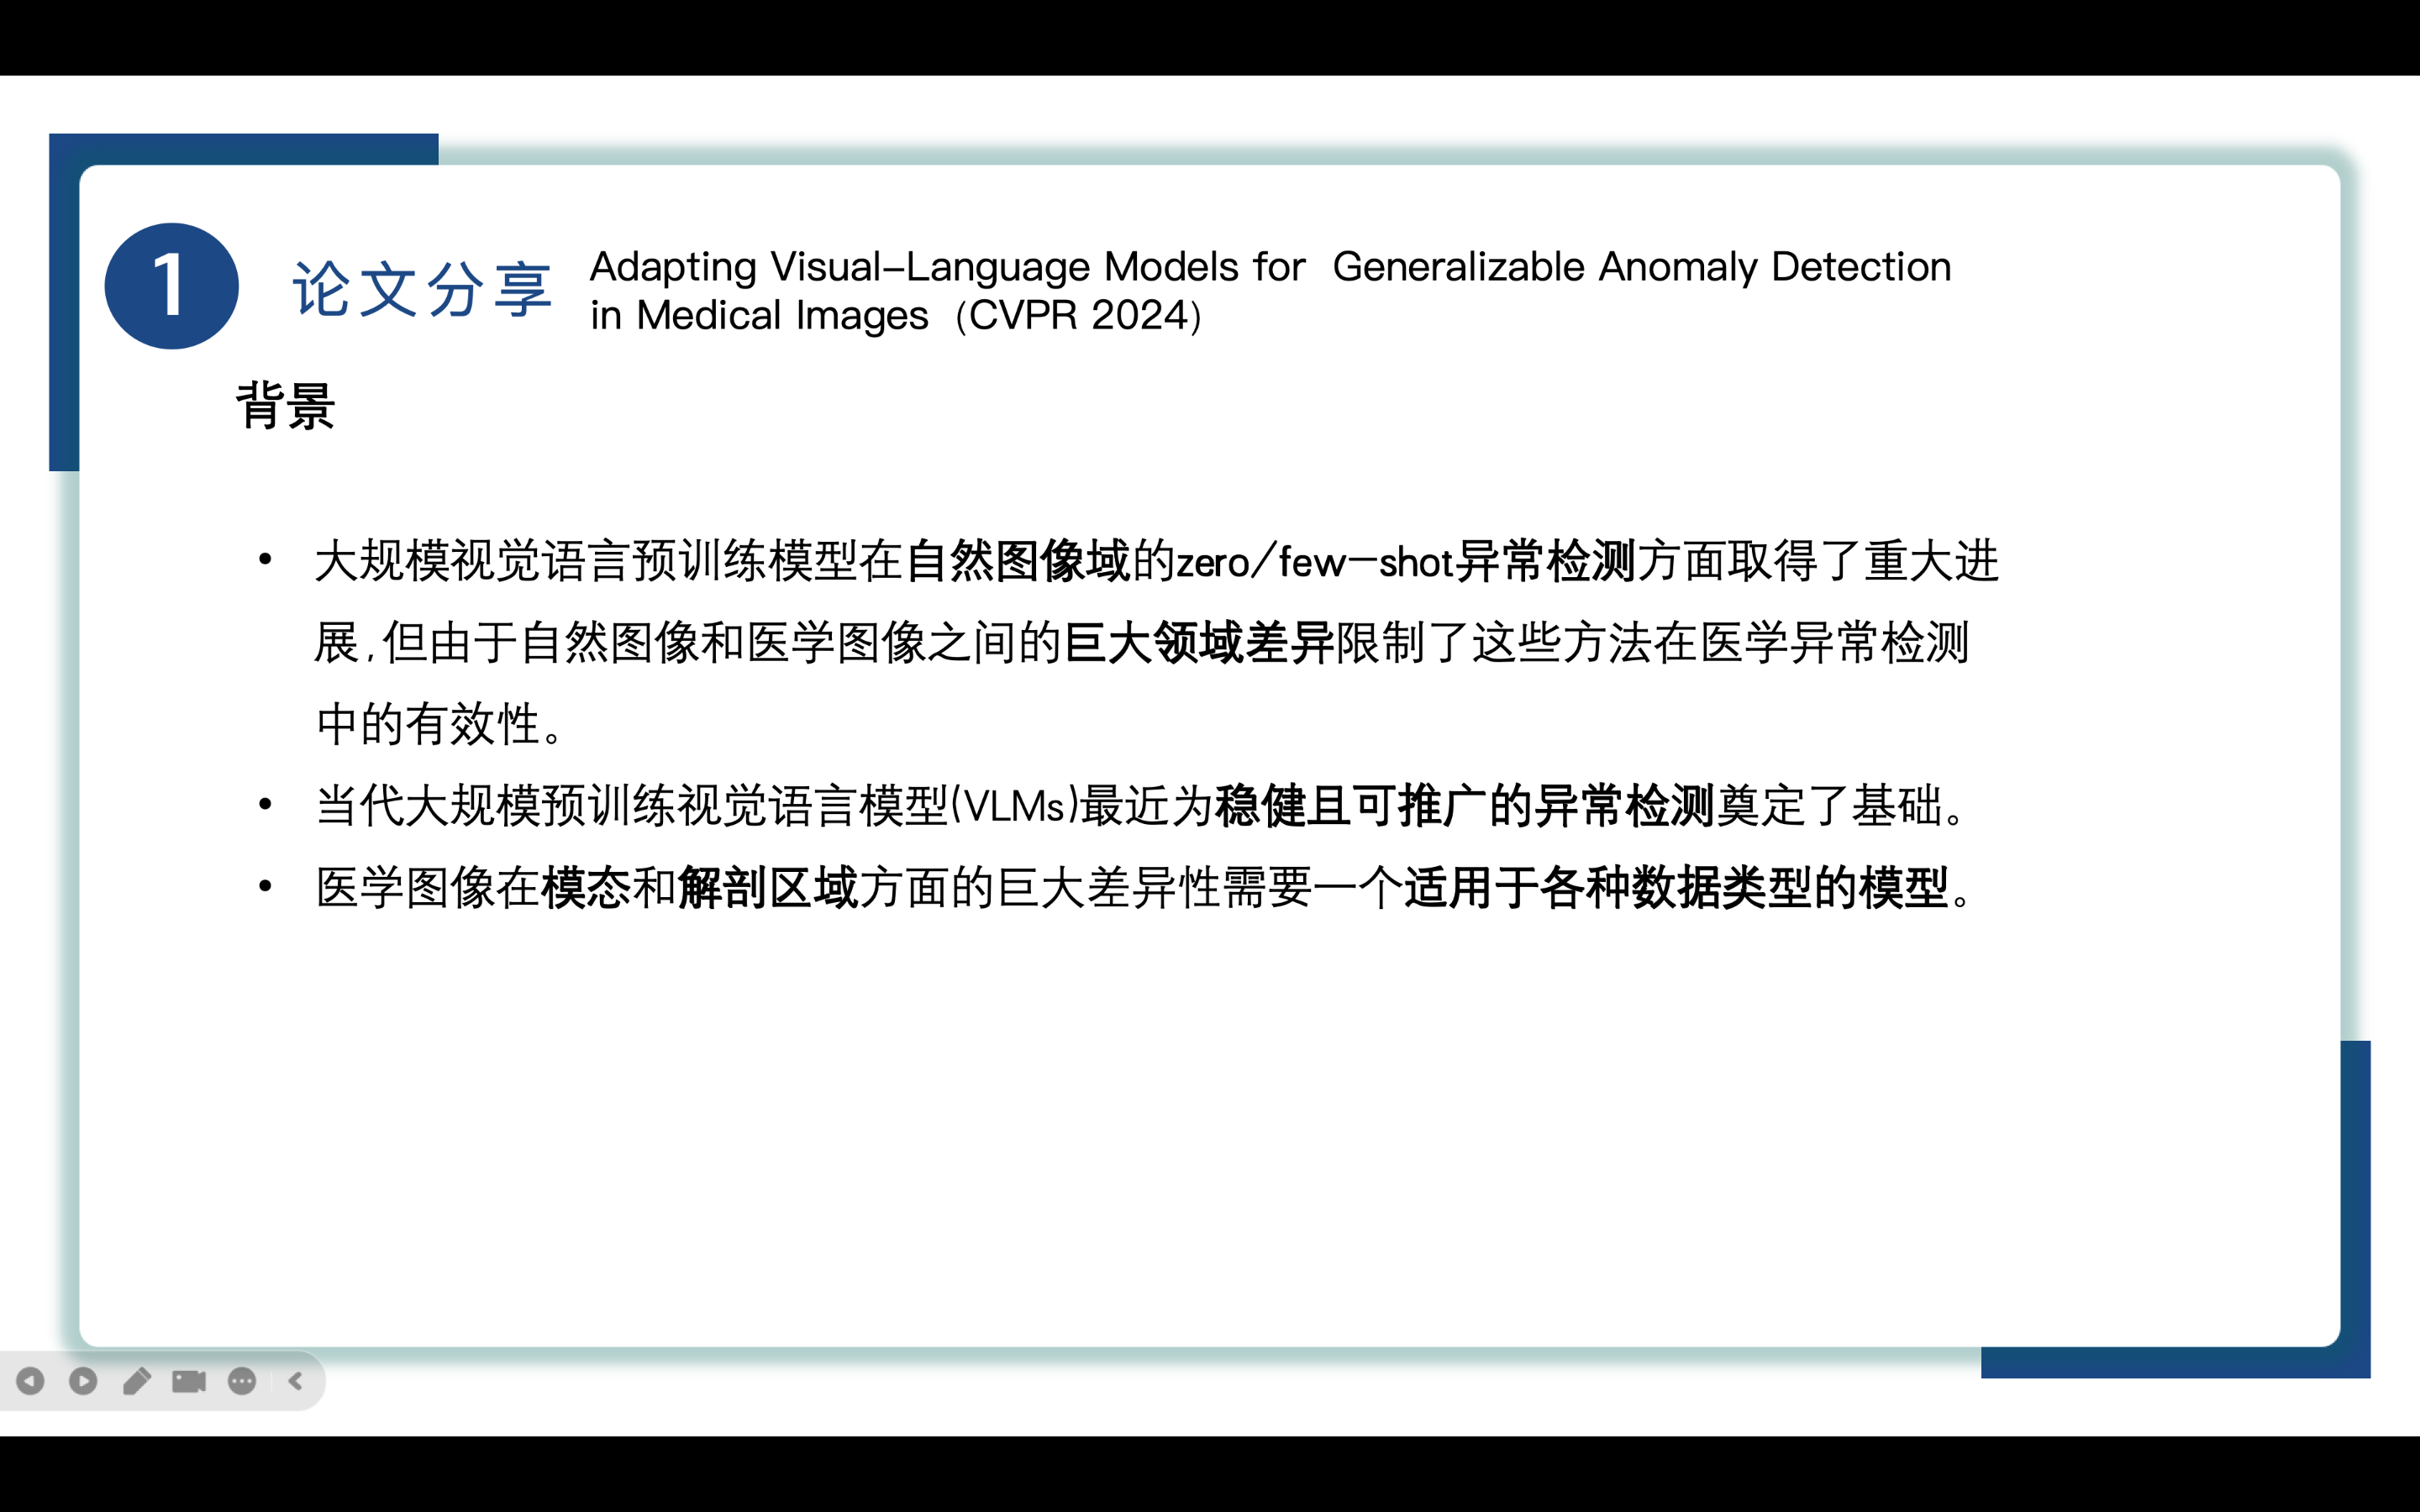 1
论文分享
Adapting Visual-Language Models for Generalizable Anomaly Detection
in Medical Images（CVPR 2024）
背景
• 大规模视觉语言预训练模型在自然图像域的zero/few-shot异常检测方面取得了重大进
展,但由于自然图像和医学图像之间的巨大领域差异限制了这些方法在医学异常检测
中的有效性。
• 当代大规模预训练视觉语言模型(VLMs)最近为稳健且可推广的异常检测奠定了基础。
• 医学图像在模态和解剖区域方面的巨大差异性需要一个适用于各种数据类型的模型。